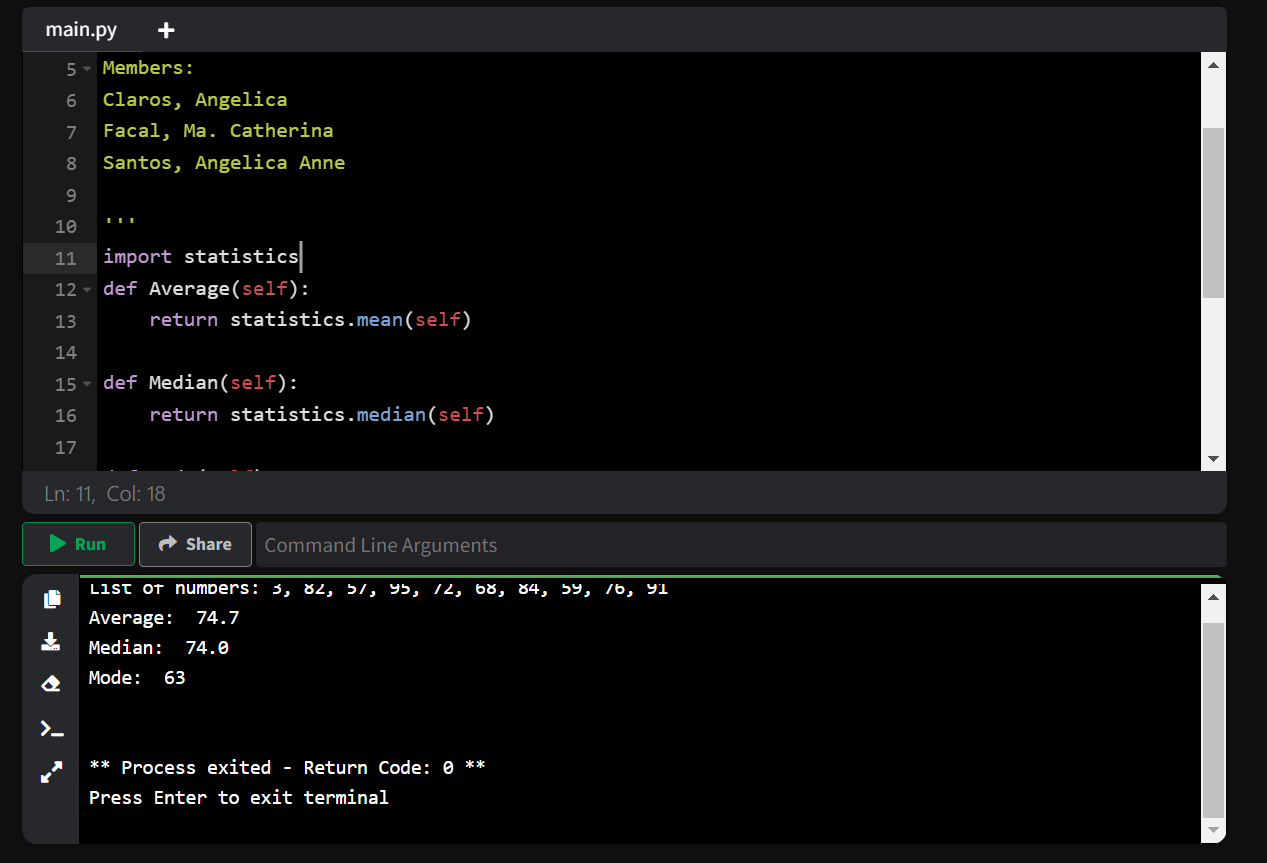 main.py +
5 Members:
6 Claros, Angelica
7 Facal, Ma. Catherina
8 Santos, Angelica Anne
9
10 '''
11 import statistics
12 def Average(self):
13 return statistics.mean(self)
14
15 def Median(self):
16 return statistics.median(self)
17
Ln: 11, Col: 18
Run Share Command Line Arguments
List of numbers: 3, 82, 57, 95, 72, 68, 84, 59, 76, 91
Average: 74.7
Median: 74.0
Mode: 63
** Process exited - Return Code: 0 **
Press Enter to exit terminal